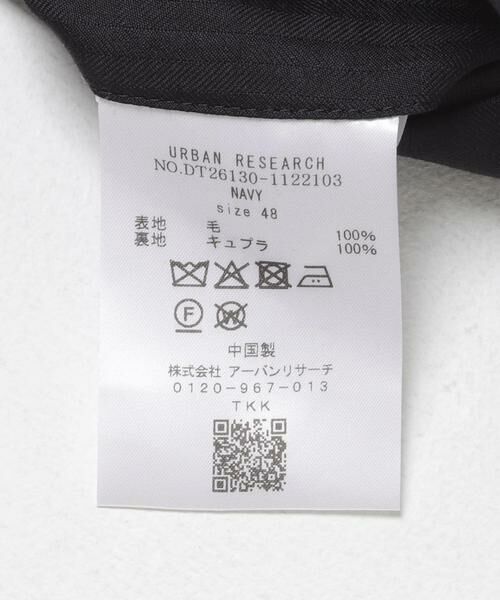 URBAN RESEARCH
NO.DT26130-1122103
NAVY
size 48
表地 毛 100%
裏地 キュプラ 100%
F W
中国製
株式会社 アーバンリサーチ
0120-967-013
TKK